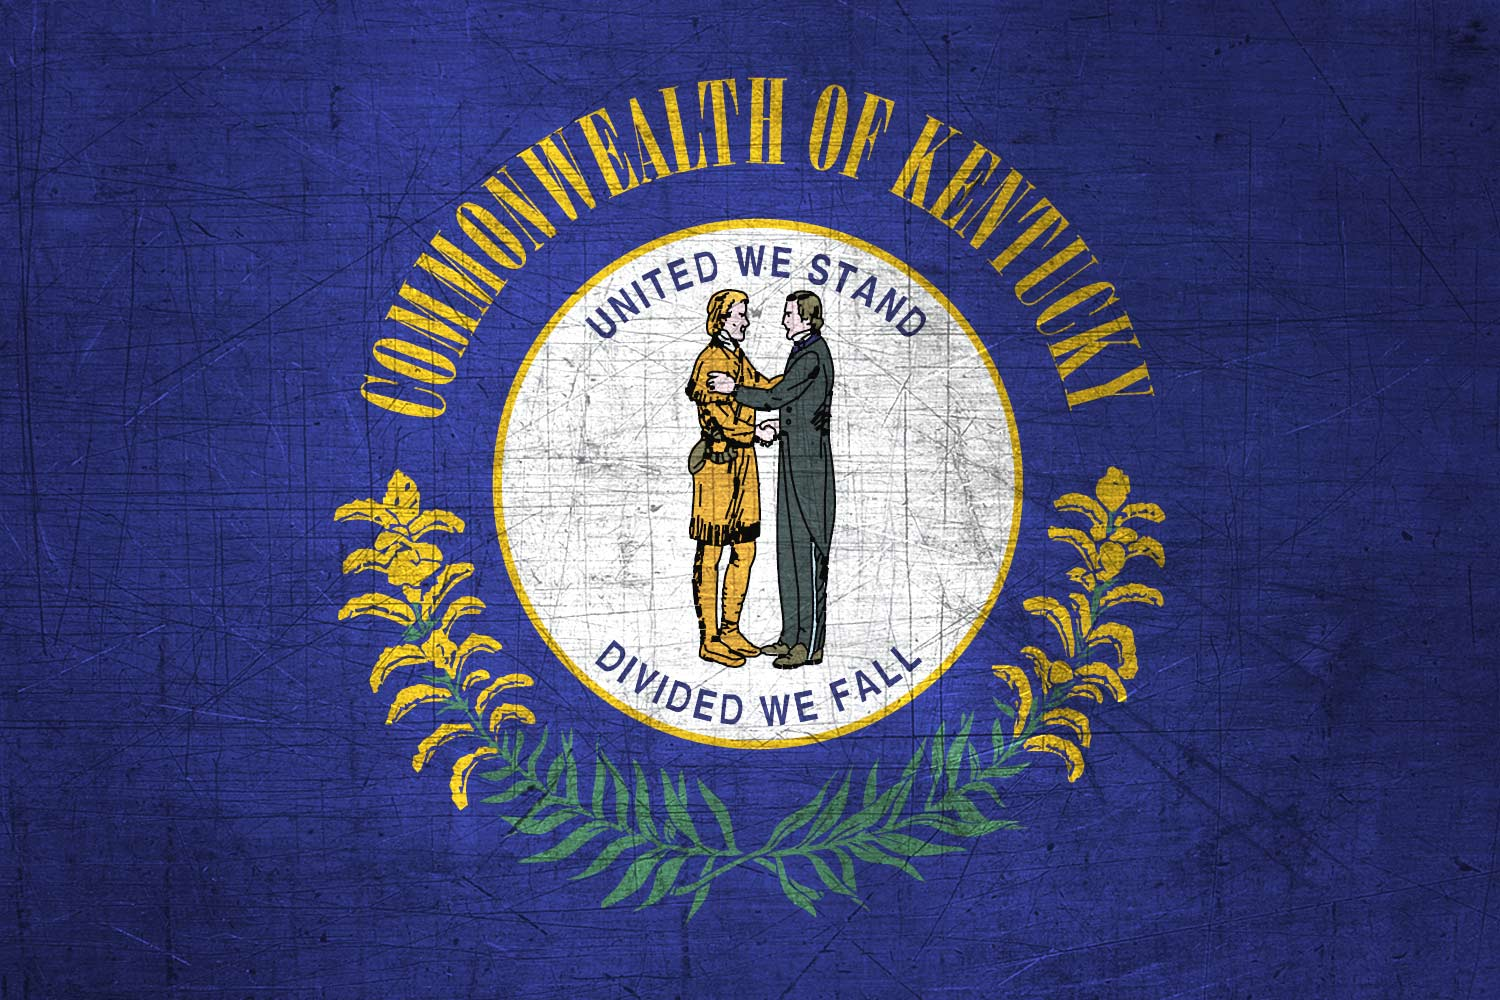 COMMONWEALTH OF KENTUCKY
UNITED WE STAND
DIVIDED WE FALL